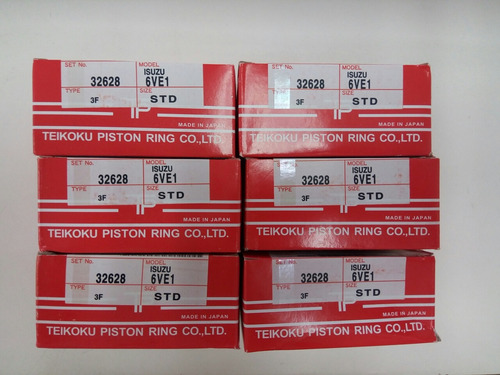 SET No. MODEL
32628 ISUZU 6VE1
TYPE SIZE
3F STD
MADE IN JAPAN
TEIKOKU PISTON RING CO.,LTD.
SET No. MODEL
32628 ISUZU 6VE1
TYPE SIZE
3F STD
MADE IN JAPAN
TEIKOKU PISTON RING CO.,LTD.
SET No. MODEL
32628 ISUZU 6VE1
TYPE SIZE
3F STD
MADE IN JAPAN
TEIKOKU PISTON RING CO.,LTD.
SET No. MODEL
32628 ISUZU 6VE1
TYPE SIZE
3F STD
MADE IN JAPAN
TEIKOKU PISTON RING CO.,LTD.
SET No. MODEL
32628 ISUZU 6VE1
TYPE SIZE
3F STD
MADE IN JAPAN
TEIKOKU PISTON RING CO.,LTD.
SET No. MODEL
32628 ISUZU 6VE1
TYPE SIZE
3F STD
MADE IN JAPAN
TEIKOKU PISTON RING CO.,LTD.